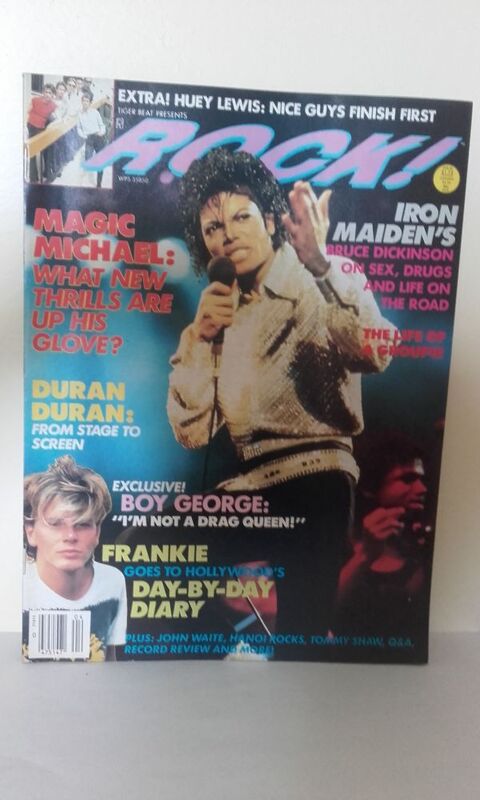 EXTRA! HUEY LEWIS: NICE GUYS FINISH FIRST
TIGER BEAT PRESENTS
ROCK!
IRON
MAIDEN'S
BRUCE DICKINSON
ON SEX, DRUGS
AND LIFE ON
THE ROAD
THE LIFE OF
A GROUPIE
MAGIC
MICHAEL:
WHAT NEW
THRILLS ARE
UP HIS
GLOVE?
DURAN
DURAN:
FROM STAGE TO
SCREEN
EXCLUSIVE!
BOY GEORGE:
"I'M NOT A DRAG QUEEN!"
FRANKIE
GOES TO HOLLYWOOD'S
DAY-BY-DAY
DIARY
PLUS: JOHN WAITE, HANOI ROCKS, TOMMY SHAW, Q&A,
RECORD REVIEW AND MORE!
04